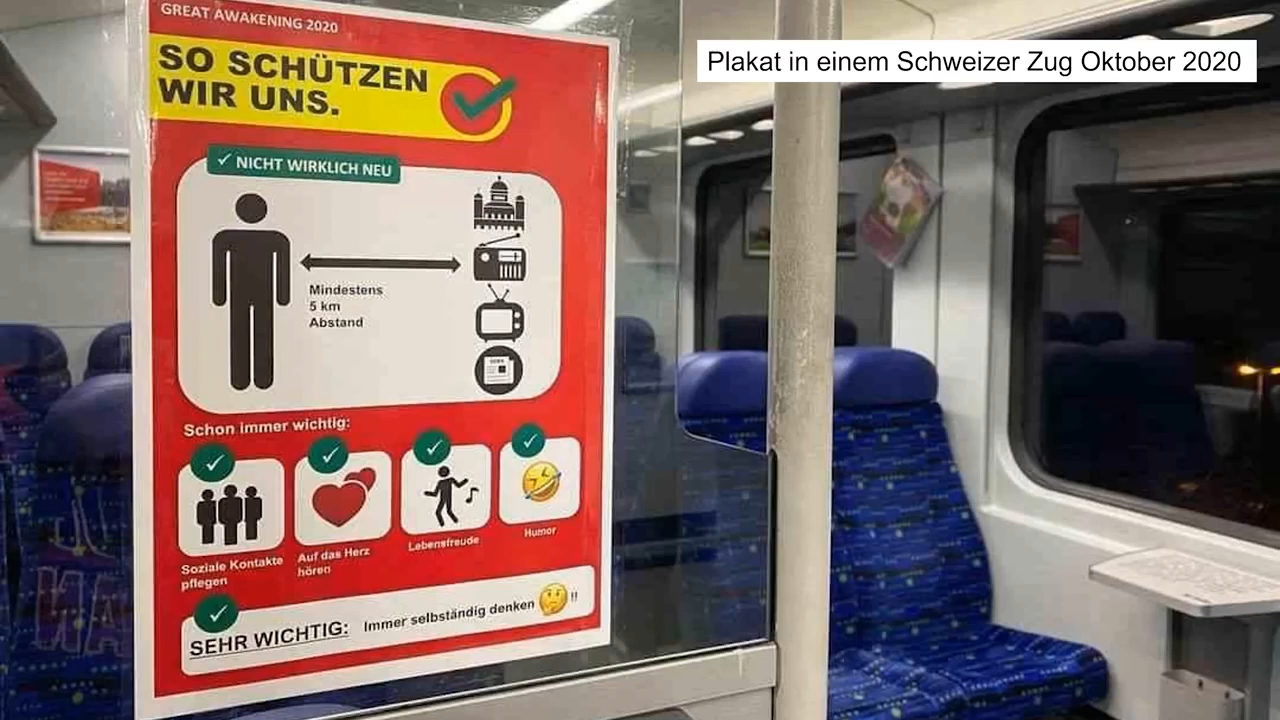 GREAT AWAKENING 2020
SO SCHÜTZEN
WIR UNS.
Plakat in einem Schweizer Zug Oktober 2020
NICHT WIRKLICH NEU
Mindestens
5 km
Abstand
Schon immer wichtig:
Soziale Kontakte
pflegen
Auf das Herz
hören
Lebensfreude
Humor
SEHR WICHTIG: Immer selbständig denken !!